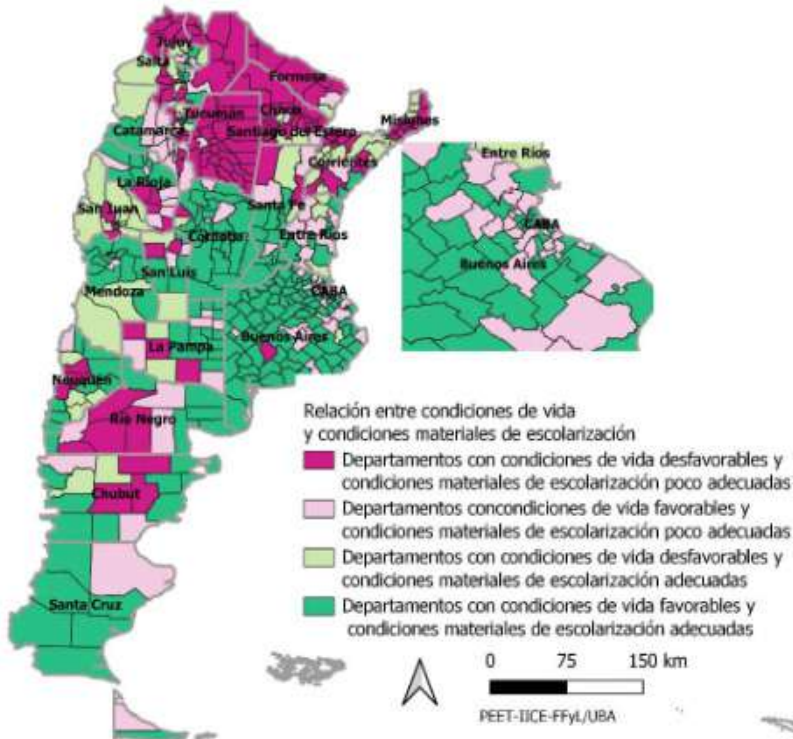 Jujuy
Salta
Formosa
Tucumán
Chaco
Catamarca
Santiago del Estero
Misiones
Corrientes
La Rioja
Santa Fe
San Juan
Córdoba
Entre Ríos
San Luis
Mendoza
CABA
Buenos Aires
La Pampa
Neuquén
Río Negro
Chubut
Santa Cruz
Entre Ríos
CABA
Buenos Aires
Relación entre condiciones de vida
y condiciones materiales de escolarización
Departamentos con condiciones de vida desfavorables y
condiciones materiales de escolarización poco adecuadas
Departamentos concondiciones de vida favorables y
condiciones materiales de escolarización poco adecuadas
Departamentos con condiciones de vida desfavorables y
condiciones materiales de escolarización adecuadas
Departamentos con condiciones de vida favorables y
condiciones materiales de escolarización adecuadas
0 75 150 km
PEET-IICE-FFyL/UBA